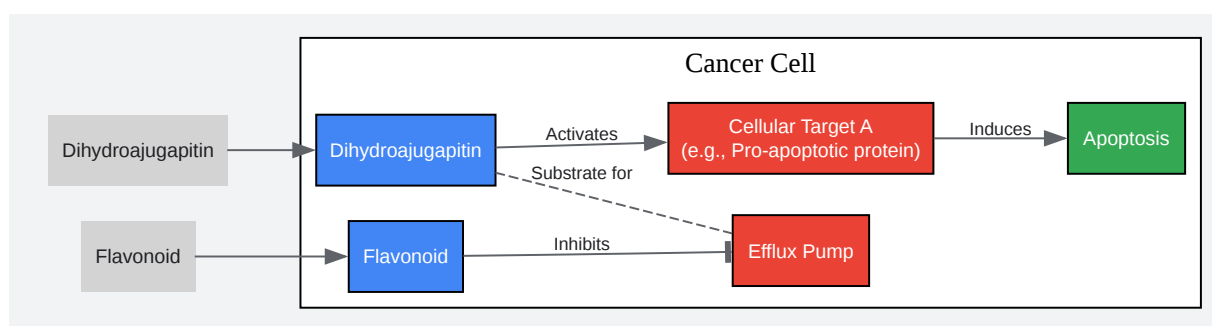 Cancer Cell
Dihydroajugapitin
Dihydroajugapitin
Activates
Cellular Target A
(e.g., Pro-apoptotic protein)
Induces
Apoptosis
Substrate for
Flavonoid
Flavonoid
Inhibits
Efflux Pump